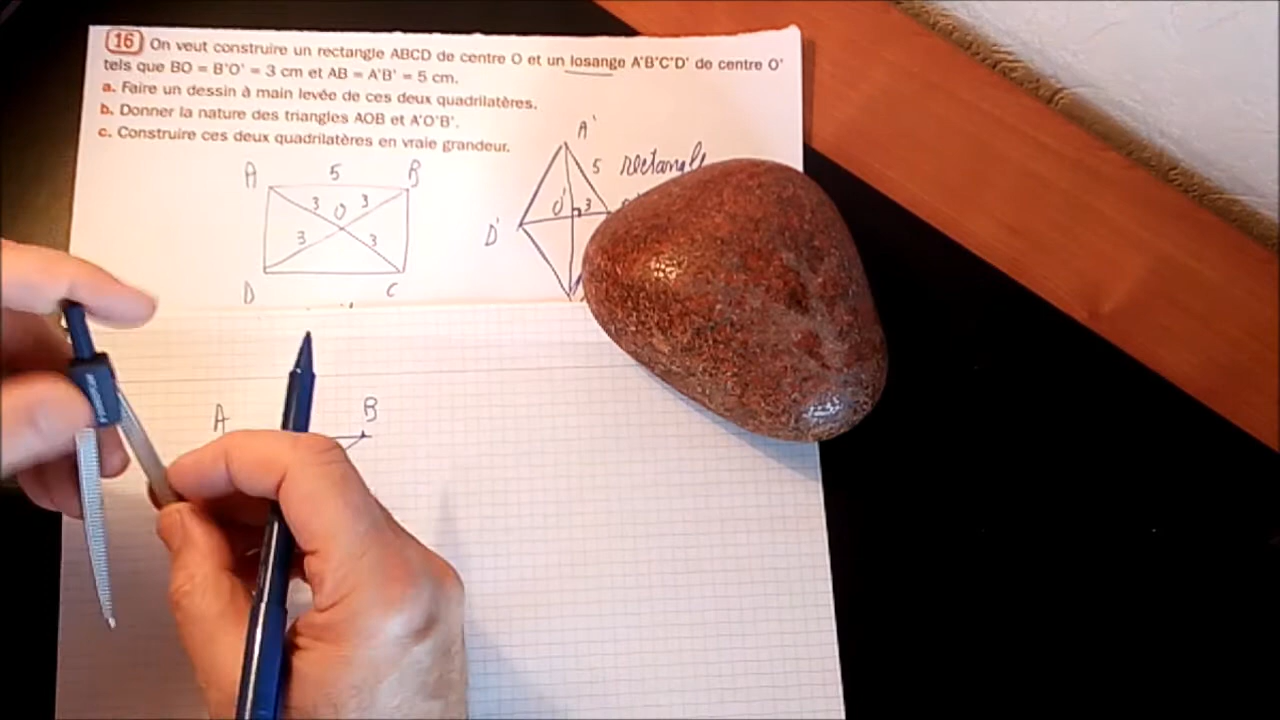 16 On veut construire un rectangle ABCD de centre O et un losange A'B'C'D' de centre O'
tels que BO = B'O' = 3 cm et AB = A'B' = 5 cm.
a. Faire un dessin à main levée de ces deux quadrilatères.
b. Donner la nature des triangles AOB et A'O'B'.
c. Construire ces deux quadrilatères en vraie grandeur.
A 5 B
3 O 3
3 3
D C
A'
5 rectangle
O' 3
D'
A B